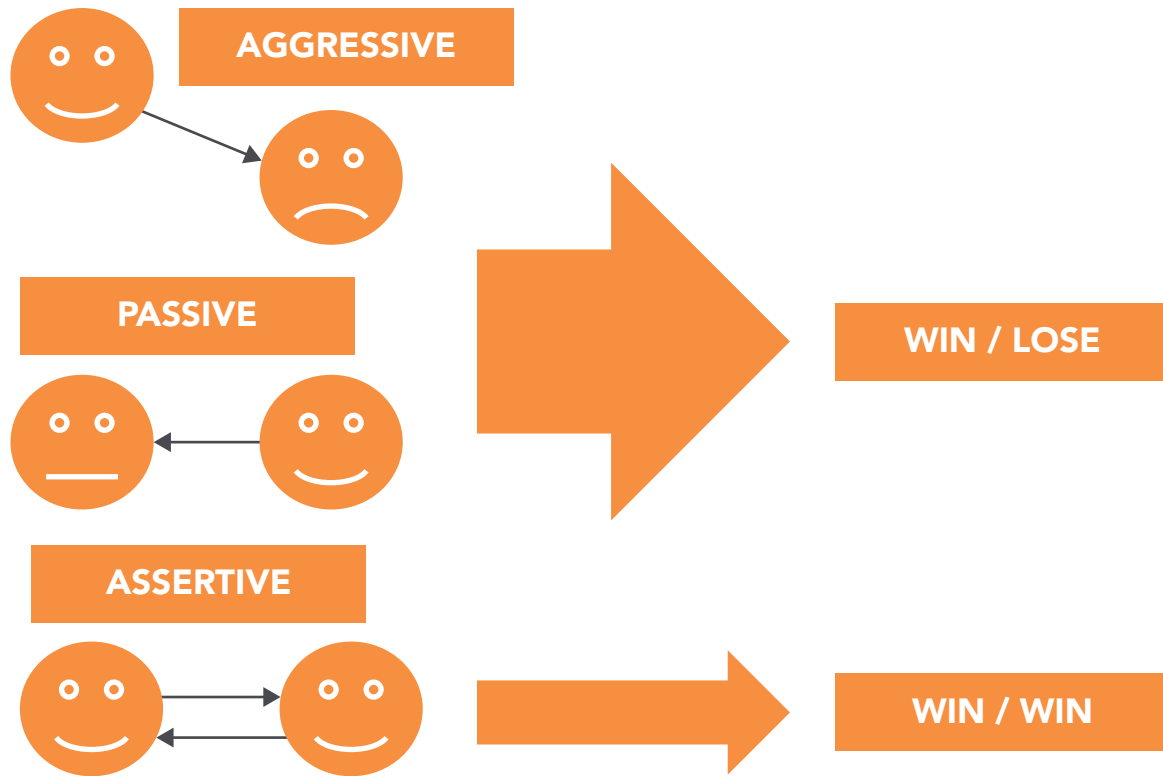 AGGRESSIVE
PASSIVE
WIN / LOSE
ASSERTIVE
WIN / WIN